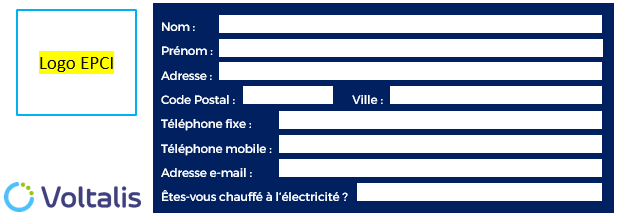 Logo EPCI
Voltalis
Nom :
Prénom :
Adresse :
Code Postal : Ville :
Téléphone fixe :
Téléphone mobile :
Adresse e-mail :
Êtes-vous chauffé à l'électricité ?